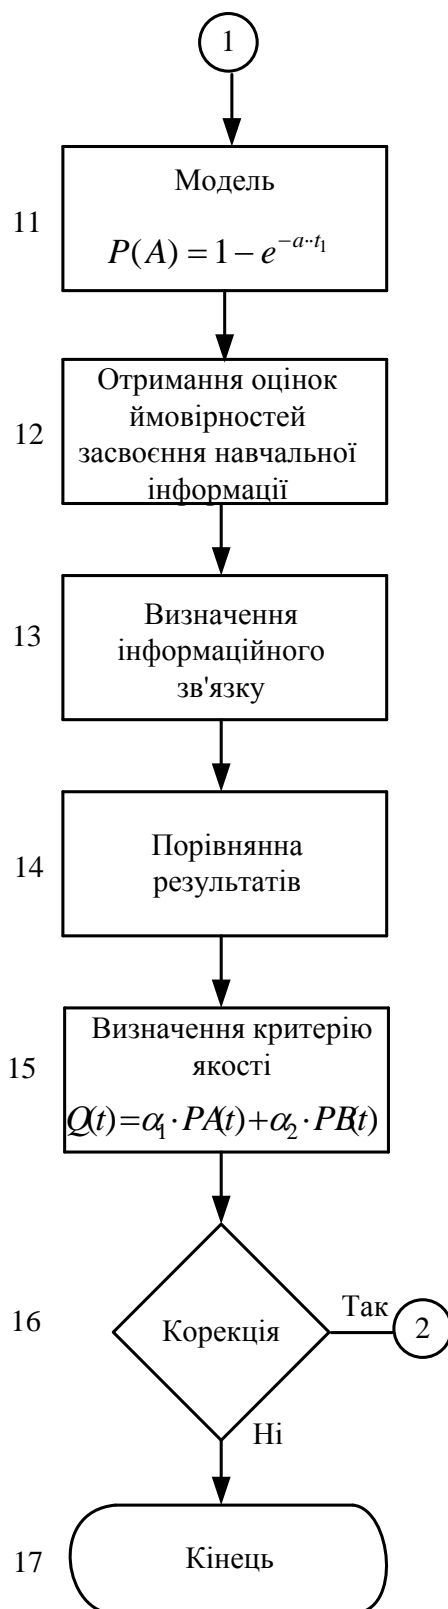 1
11
Модель
P(A) = 1 − e^{−a··t₁}
12
Отримання оцінок
ймовірностей
засвоєння навчальної
інформації
13
Визначення
інформаційного
зв'язку
14
Порівнянна
результатів
15
Визначення критерію
якості
Q(t)=α₁·PA(t)+α₂·PB(t)
16
Корекція
Так
2
Ні
17
Кінець